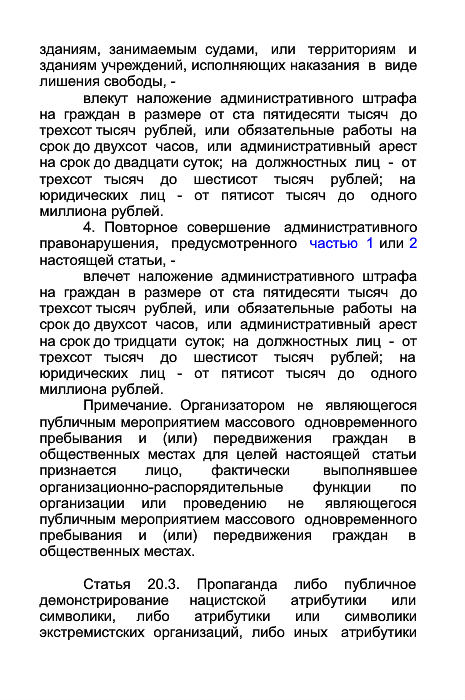 зданиям, занимаемым судами, или территориям и
зданиям учреждений, исполняющих наказания в виде
лишения свободы, -
влекут наложение административного штрафа
на граждан в размере от ста пятидесяти тысяч до
трехсот тысяч рублей, или обязательные работы на
срок до двухсот часов, или административный арест
на срок до двадцати суток; на должностных лиц - от
трехсот тысяч до шестисот тысяч рублей; на
юридических лиц - от пятисот тысяч до одного
миллиона рублей.
4. Повторное совершение административного
правонарушения, предусмотренного частью 1 или 2
настоящей статьи, -
влечет наложение административного штрафа
на граждан в размере от ста пятидесяти тысяч до
трехсот тысяч рублей, или обязательные работы на
срок до двухсот часов, или административный арест
на срок до тридцати суток; на должностных лиц - от
трехсот тысяч до шестисот тысяч рублей; на
юридических лиц - от пятисот тысяч до одного
миллиона рублей.
Примечание. Организатором не являющегося
публичным мероприятием массового одновременного
пребывания и (или) передвижения граждан в
общественных местах для целей настоящей статьи
признается лицо, фактически выполнявшее
организационно-распорядительные функции по
организации или проведению не являющегося
публичным мероприятием массового одновременного
пребывания и (или) передвижения граждан в
общественных местах.
Статья 20.3. Пропаганда либо публичное
демонстрирование нацистской атрибутики или
символики, либо атрибутики или символики
экстремистских организаций, либо иных атрибутики